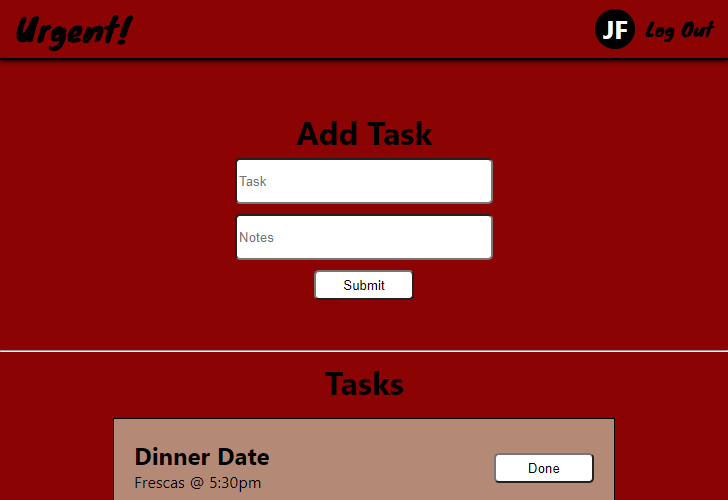 Urgent!
JF Log Out
Add Task
Task
Notes
Submit
Tasks
Dinner Date
Frescas @ 5:30pm
Done